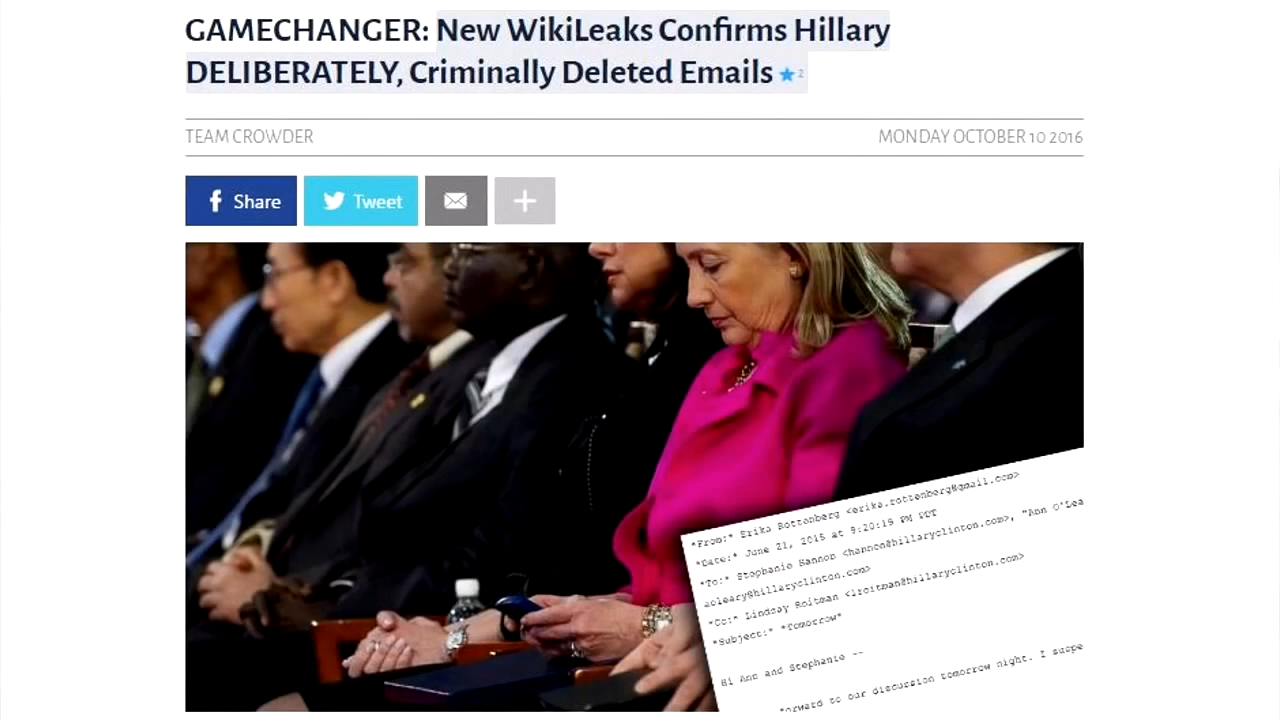 GAMECHANGER: New WikiLeaks Confirms Hillary
DELIBERATELY, Criminally Deleted Emails 2
TEAM CROWDER
MONDAY OCTOBER 10 2016
Share
Tweet
*From:* Erika Rottenberg <erika.rottenberg@gmail.com>
*Date:* June 21, 2015 at 9:20:19 PM PDT
*To:* Stephanie Hannon <hannon@hillaryclinton.com>, "Ann O'Lea
aoleary@hillaryclinton.com>
*Cc:* Lindsay Roitman <lroitman@hillaryclinton.com>
*Subject:* *Tomorrow*
Hi Ann and Stephanie --
orward to our discussion tomorrow night. I suspe